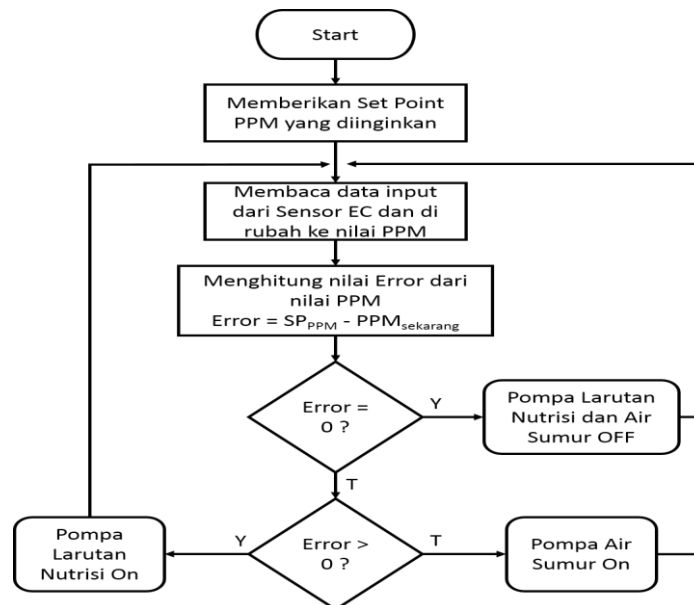 Start
Memberikan Set Point
PPM yang diinginkan
Membaca data input
dari Sensor EC dan di
rubah ke nilai PPM
Menghitung nilai Error dari
nilai PPM
Error = SPPPM - PPMsekarang
Error =
0 ?
Y
Pompa Larutan
Nutrisi dan Air
Sumur OFF
T
Pompa
Larutan
Nutrisi On
Y
Error >
0 ?
T
Pompa Air
Sumur On